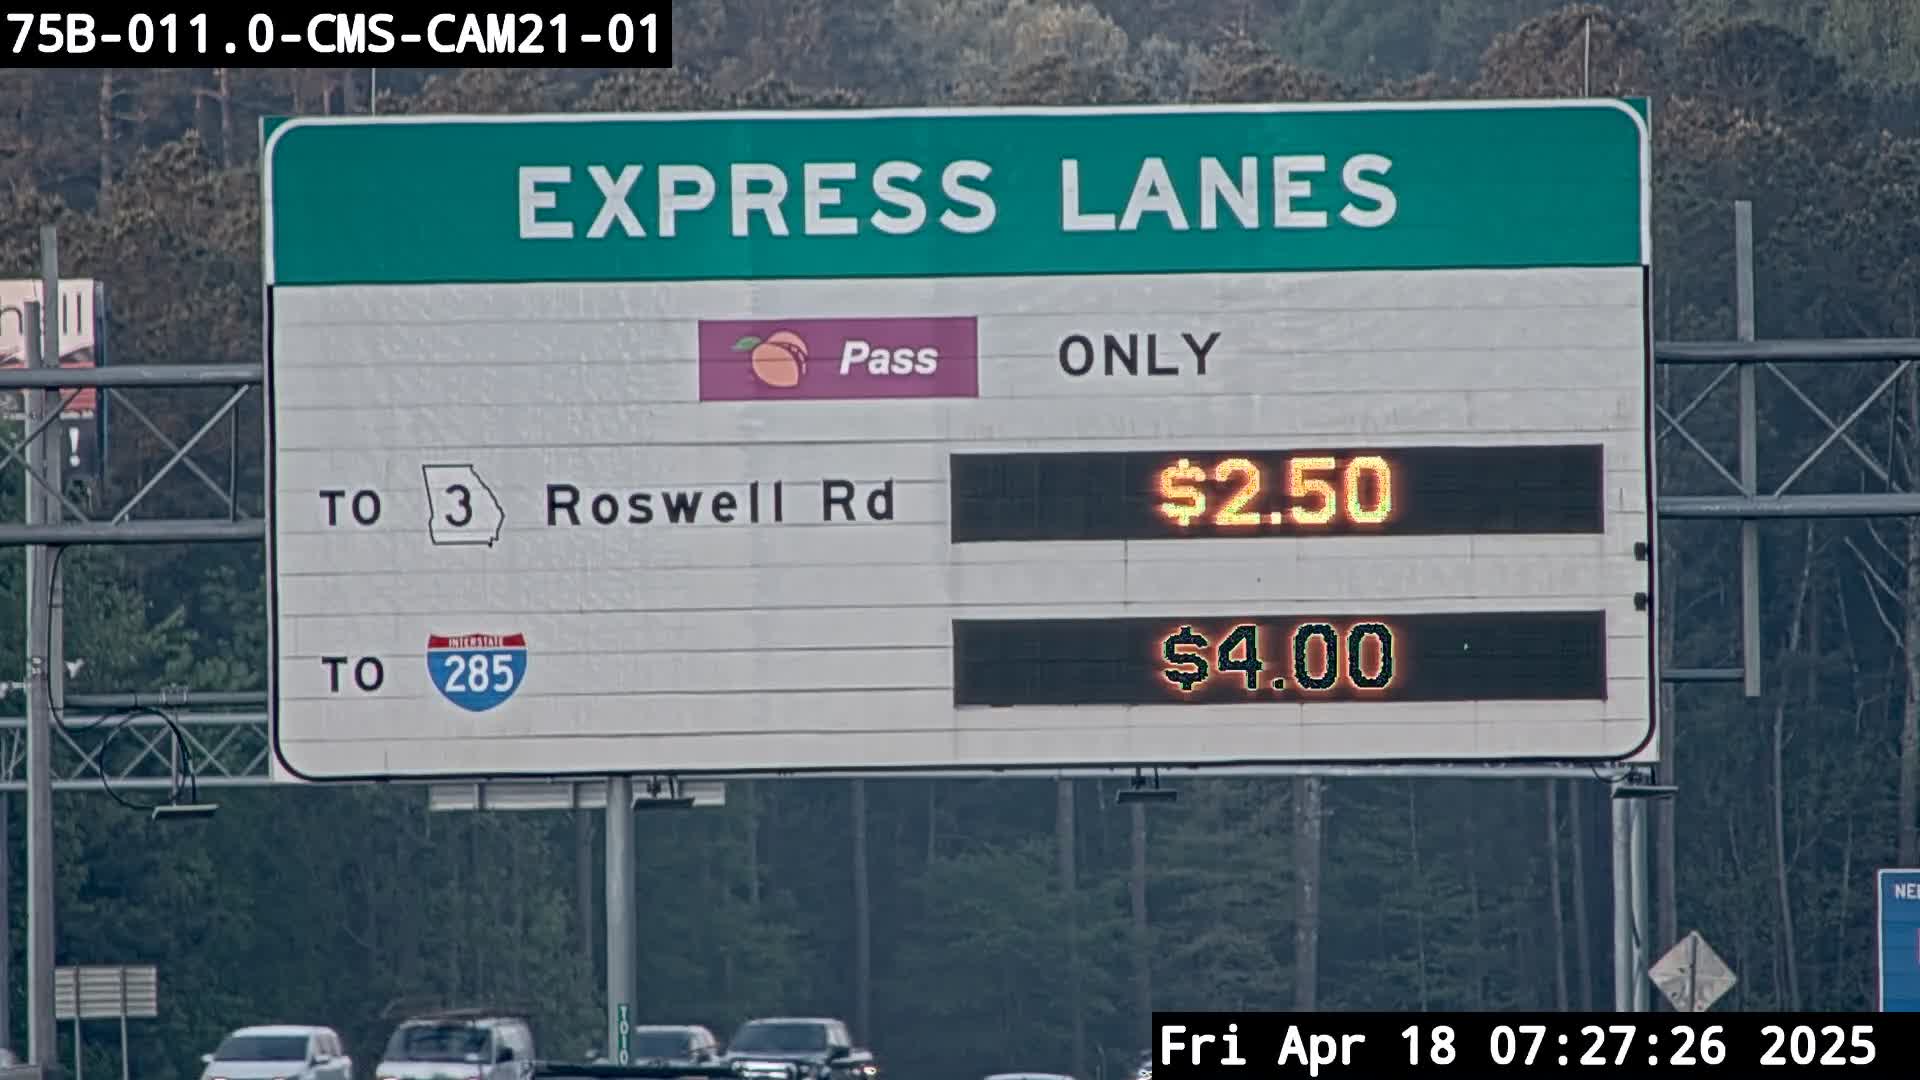 75B-011.0-CMS-CAM21-01
EXPRESS LANES
Pass ONLY
TO 3 Roswell Rd $2.50
TO INTERSTATE 285 $4.00
TO10
Fri Apr 18 07:27:26 2025